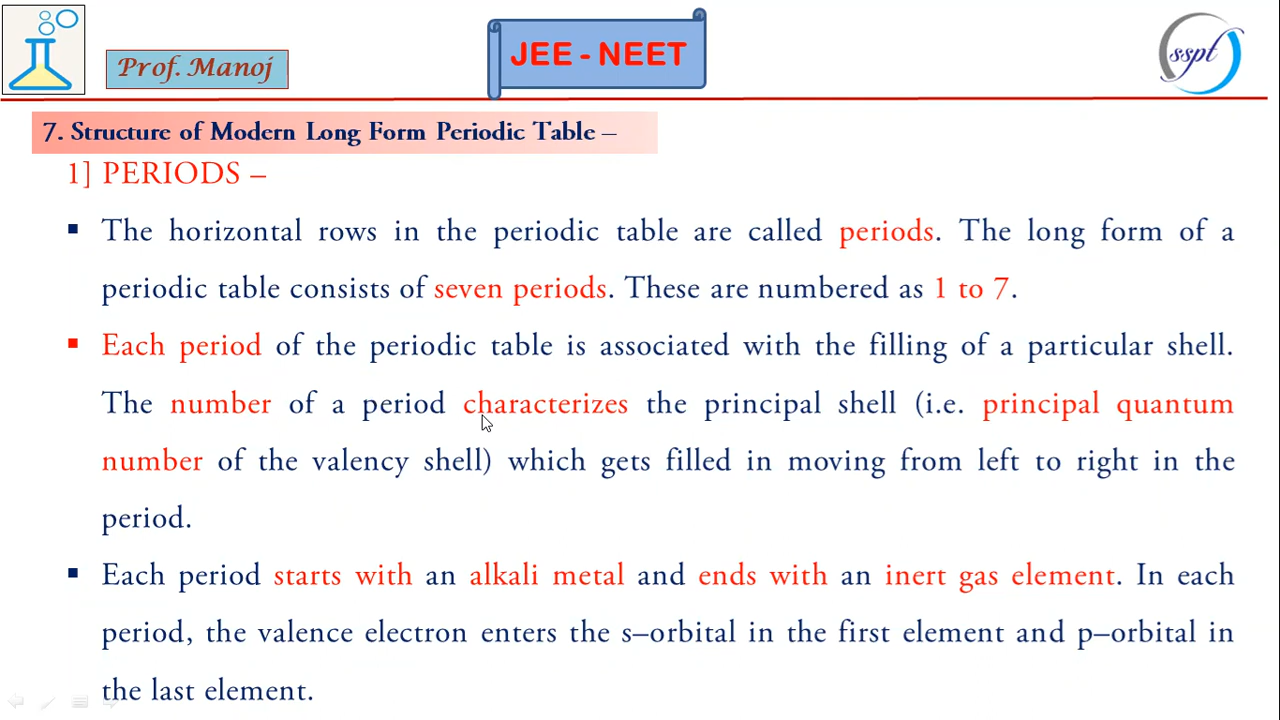 Prof. Manoj
JEE - NEET
sspt
7. Structure of Modern Long Form Periodic Table –
1] PERIODS –
▪ The horizontal rows in the periodic table are called periods. The long form of a
periodic table consists of seven periods. These are numbered as 1 to 7.
▪ Each period of the periodic table is associated with the filling of a particular shell.
The number of a period characterizes the principal shell (i.e. principal quantum
number of the valency shell) which gets filled in moving from left to right in the
period.
▪ Each period starts with an alkali metal and ends with an inert gas element. In each
period, the valence electron enters the s–orbital in the first element and p–orbital in
the last element.